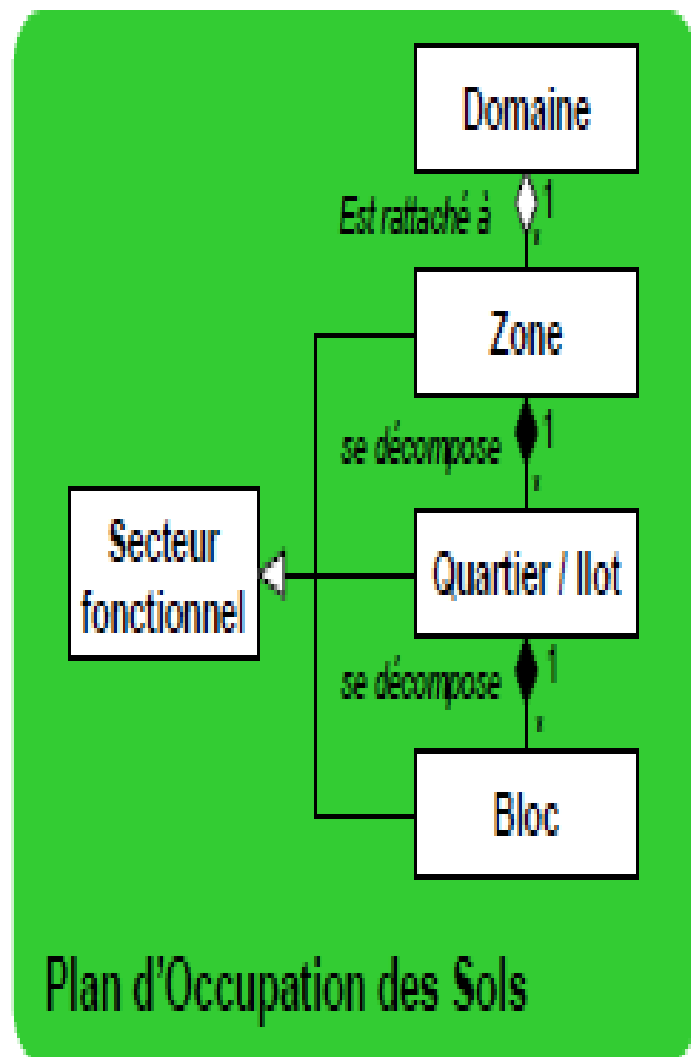 Domaine
Est rattaché à
1
*
Zone
se décompose
1
*
Secteur
fonctionnel
Quartier / Ilot
se décompose
1
*
Bloc
Plan d'Occupation des Sols